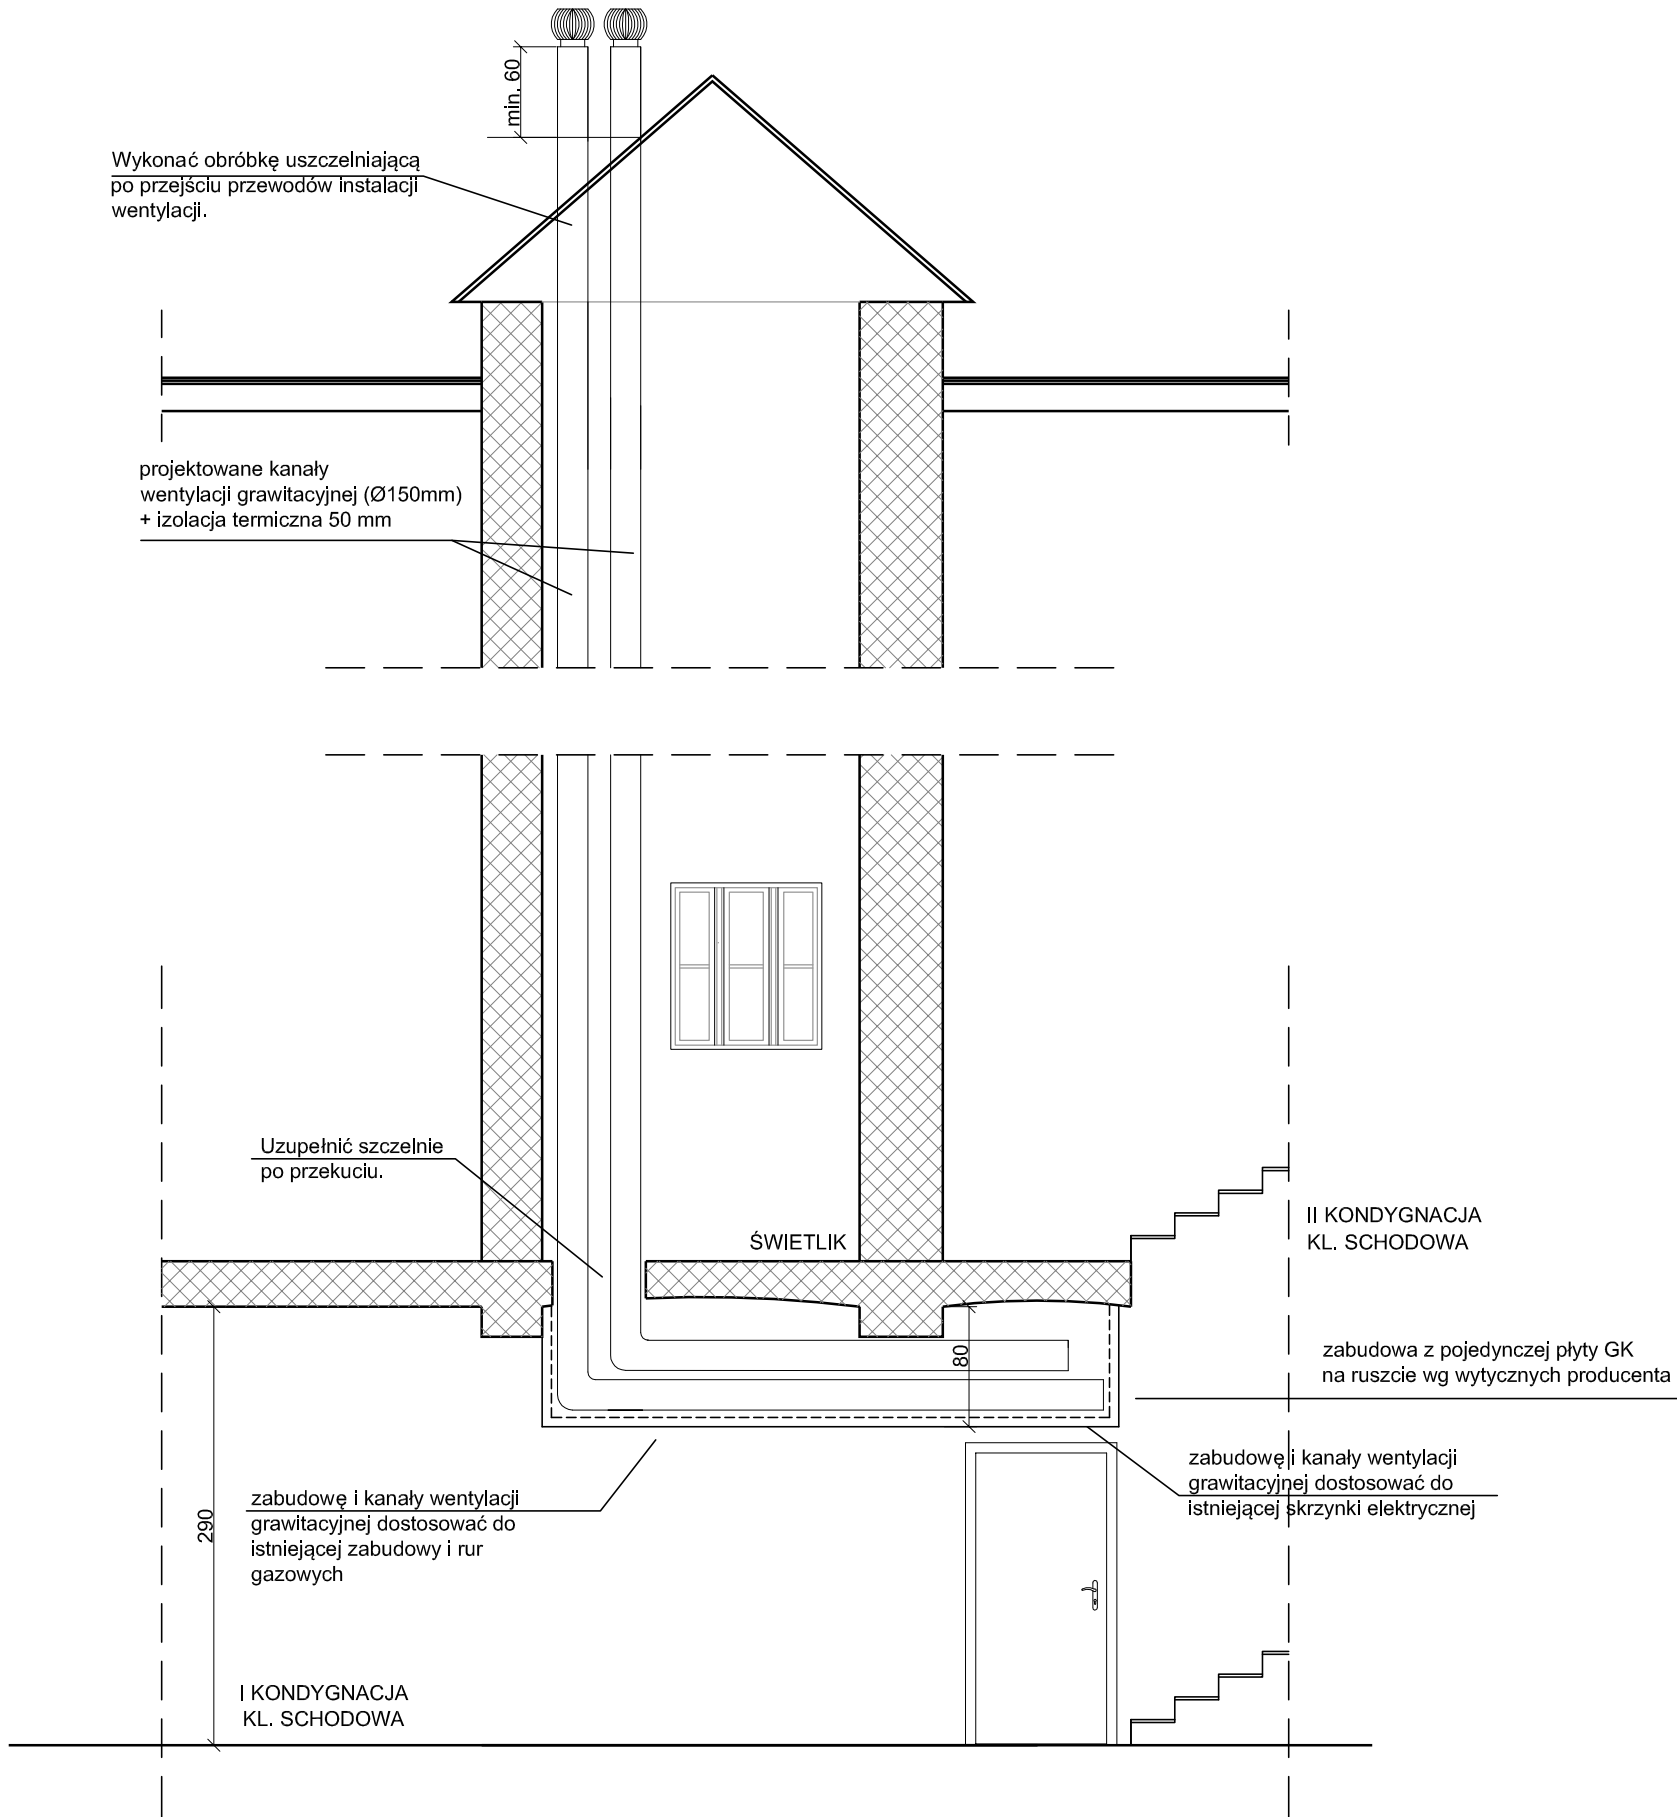 min. 60
Wykonać obróbkę uszczelniającą
po przejściu przewodów instalacji
wentylacji.
projektowane kanały
wentylacji grawitacyjnej (Ø150mm)
+ izolacja termiczna 50 mm
Uzupełnić szczelnie
po przekuciu.
ŚWIETLIK
II KONDYGNACJA
KL. SCHODOWA
80
zabudowa z pojedynczej płyty GK
na ruszcie wg wytycznych producenta
zabudowę i kanały wentylacji
grawitacyjnej dostosować do
istniejącej skrzynki elektrycznej
290
zabudowę i kanały wentylacji
grawitacyjnej dostosować do
istniejącej zabudowy i rur
gazowych
I KONDYGNACJA
KL. SCHODOWA